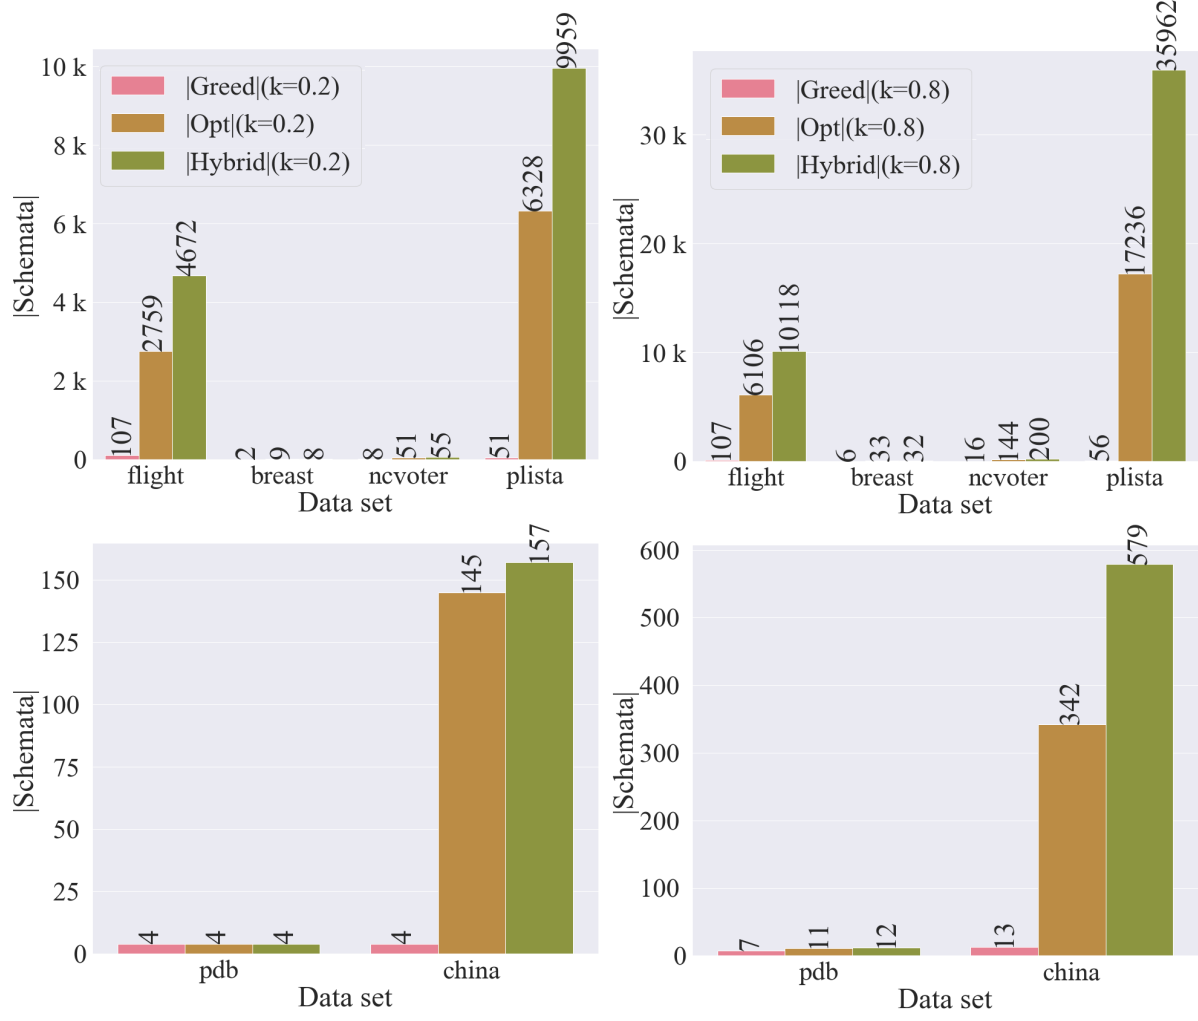 |Schemata|
10 k
8 k
6 k
4 k
2 k
0
|Greed|(k=0.2)
|Opt|(k=0.2)
|Hybrid|(k=0.2)
107
2759
4672
2
9
8
8
51
55
51
6328
9959
flight
breast
ncvoter
plista
Data set
|Schemata|
30 k
20 k
10 k
0
|Greed|(k=0.8)
|Opt|(k=0.8)
|Hybrid|(k=0.8)
107
6106
10118
6
33
32
16
144
200
56
17236
35962
flight
breast
ncvoter
plista
Data set
|Schemata|
150
125
100
75
50
25
0
4
4
4
4
145
157
pdb
china
Data set
|Schemata|
600
500
400
300
200
100
0
7
11
12
13
342
579
pdb
china
Data set